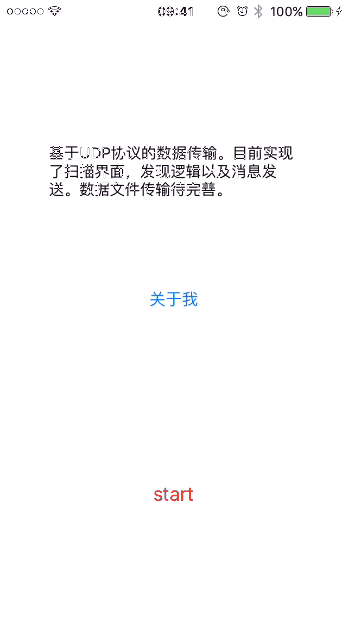 09:41 100%
基于UDP协议的数据传输。目前实现
了扫描界面，发现逻辑以及消息发
送。数据文件传输待完善。
关于我
start